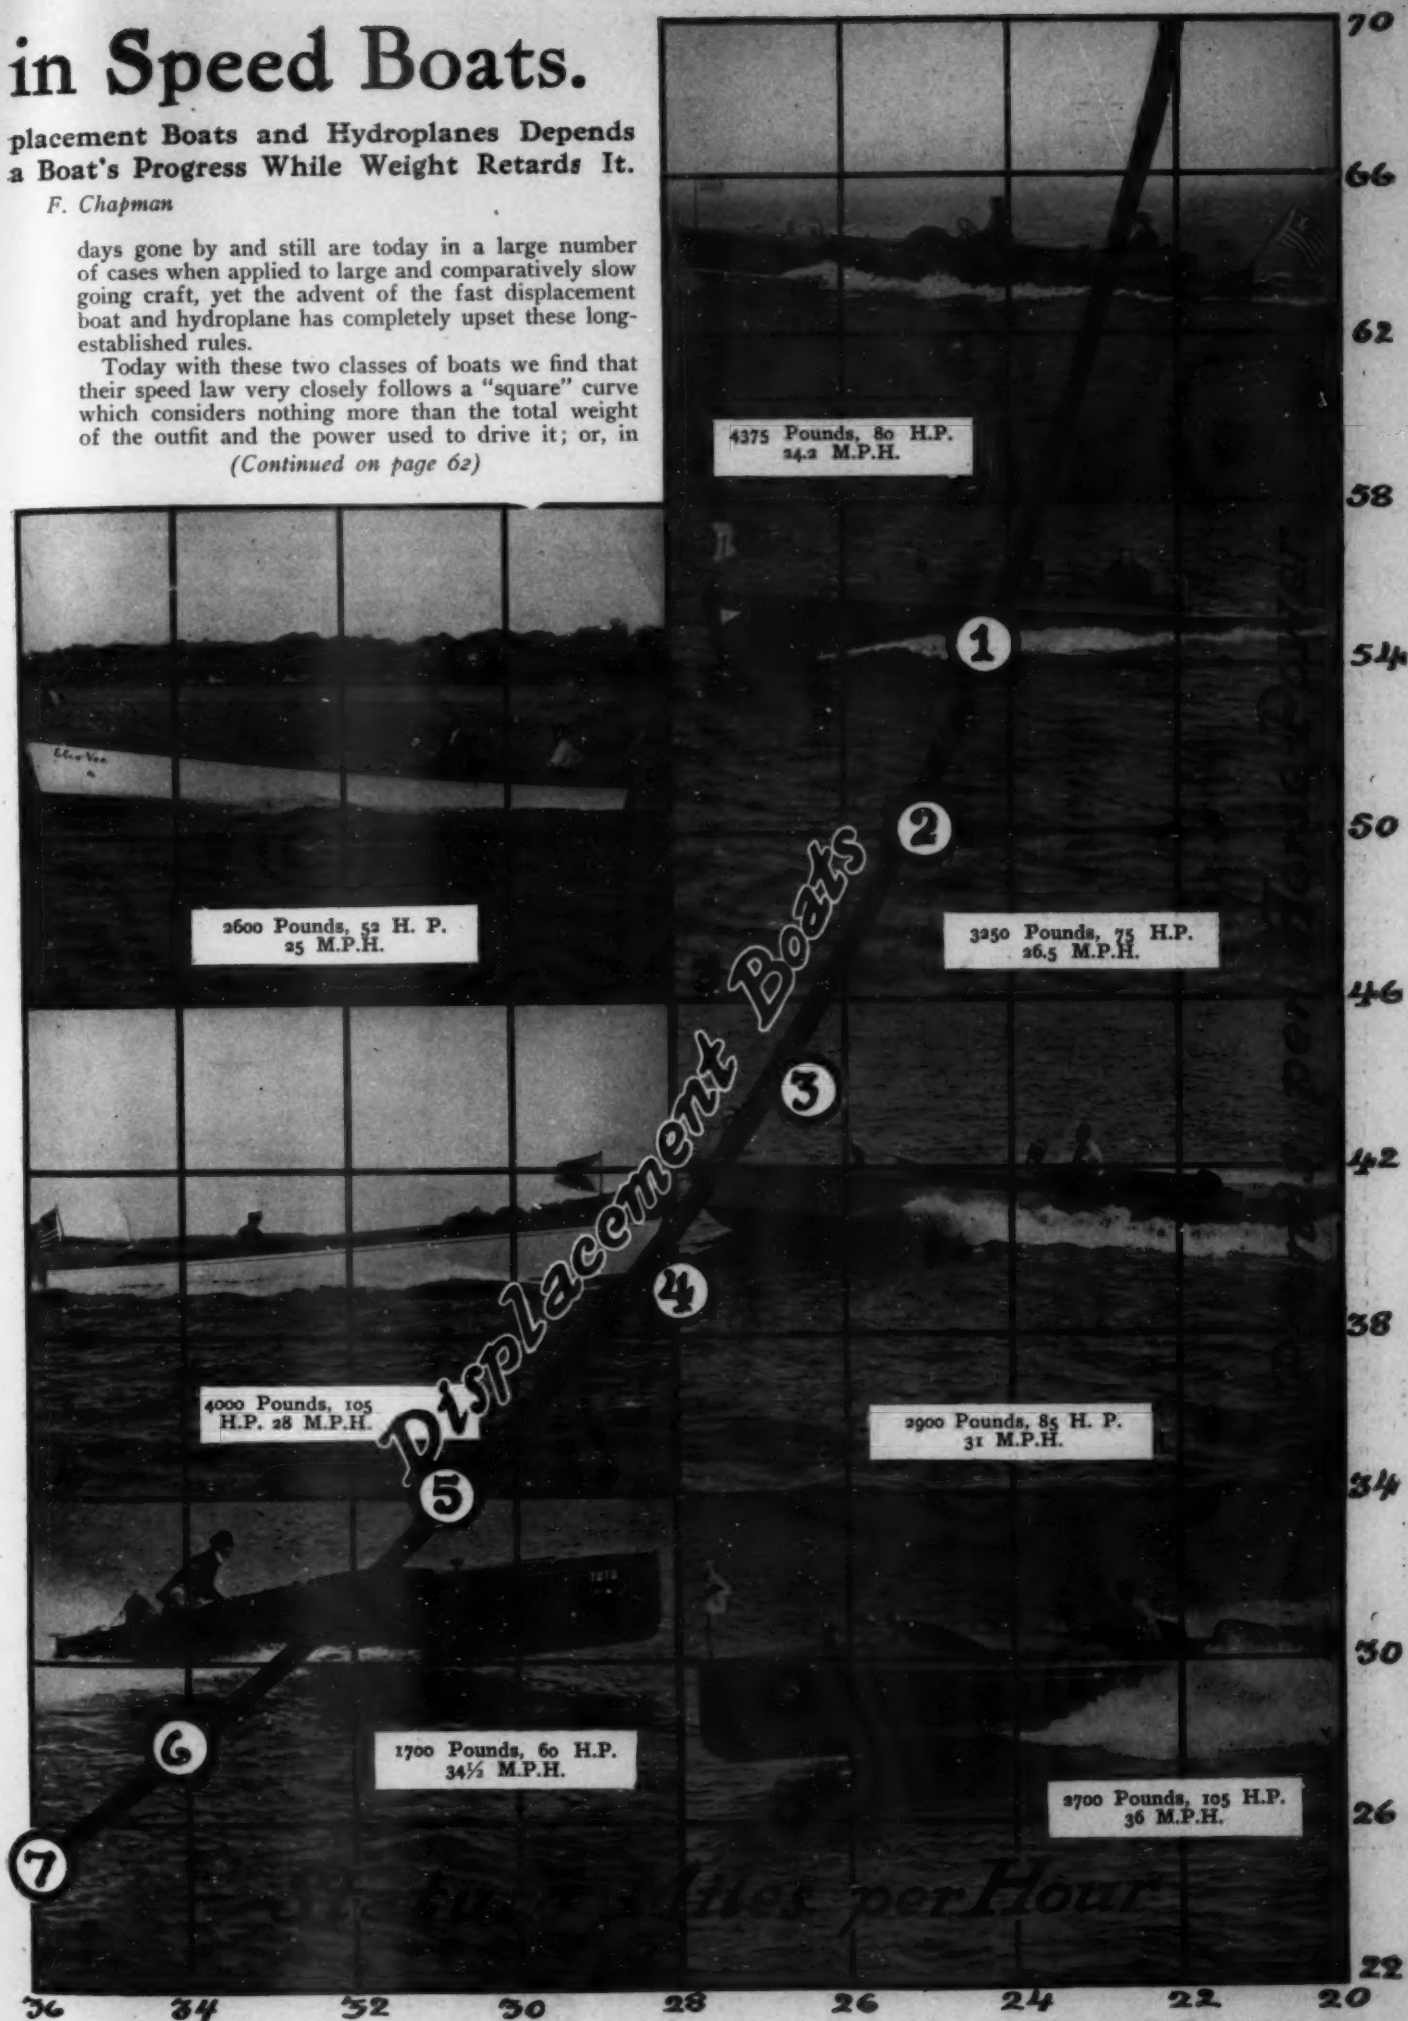 in Speed Boats.
placement Boats and Hydroplanes Depends
a Boat's Progress While Weight Retards It.
F. Chapman
days gone by and still are today in a large number
of cases when applied to large and comparatively slow
going craft, yet the advent of the fast displacement
boat and hydroplane has completely upset these long-
established rules.
Today with these two classes of boats we find that
their speed law very closely follows a "square" curve
which considers nothing more than the total weight
of the outfit and the power used to drive it; or, in
(Continued on page 62)
70
66
62
58
54
50
46
42
38
34
30
26
22
4375 Pounds, 80 H.P.
24.2 M.P.H.
1
2
2600 Pounds, 52 H. P.
25 M.P.H.
3250 Pounds, 75 H.P.
26.5 M.P.H.
Displacement Boats
per Horse Power
3
4
4000 Pounds, 105
H.P. 28 M.P.H.
2900 Pounds, 85 H. P.
31 M.P.H.
5
6
1700 Pounds, 60 H.P.
34½ M.P.H.
2700 Pounds, 105 H.P.
36 M.P.H.
7
Miles per Hour
36 34 32 30 28 26 24 22 20